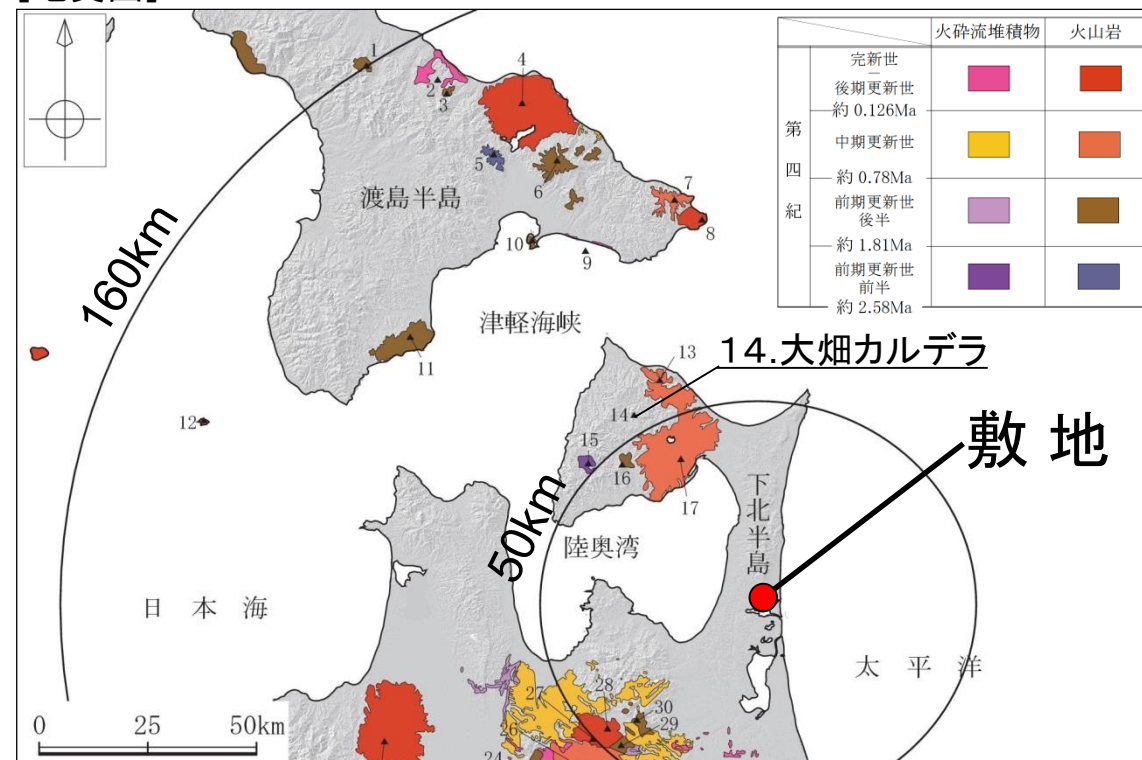 火砕流堆積物 火山岩
第四紀
完新世
―
後期更新世
約 0.126Ma
中期更新世
約 0.78Ma
前期更新世
後半
約 1.81Ma
前期更新世
前半
約 2.58Ma
1
2
3
4
5
6
7
8
9
10
11
渡島半島
160km
津軽海峡
14.大畑カルデラ
12
13
14
15
16
17
敷 地
50km
下北半島
陸奥湾
日 本 海
太 平 洋
27
28
30
29
26
24
0 25 50km